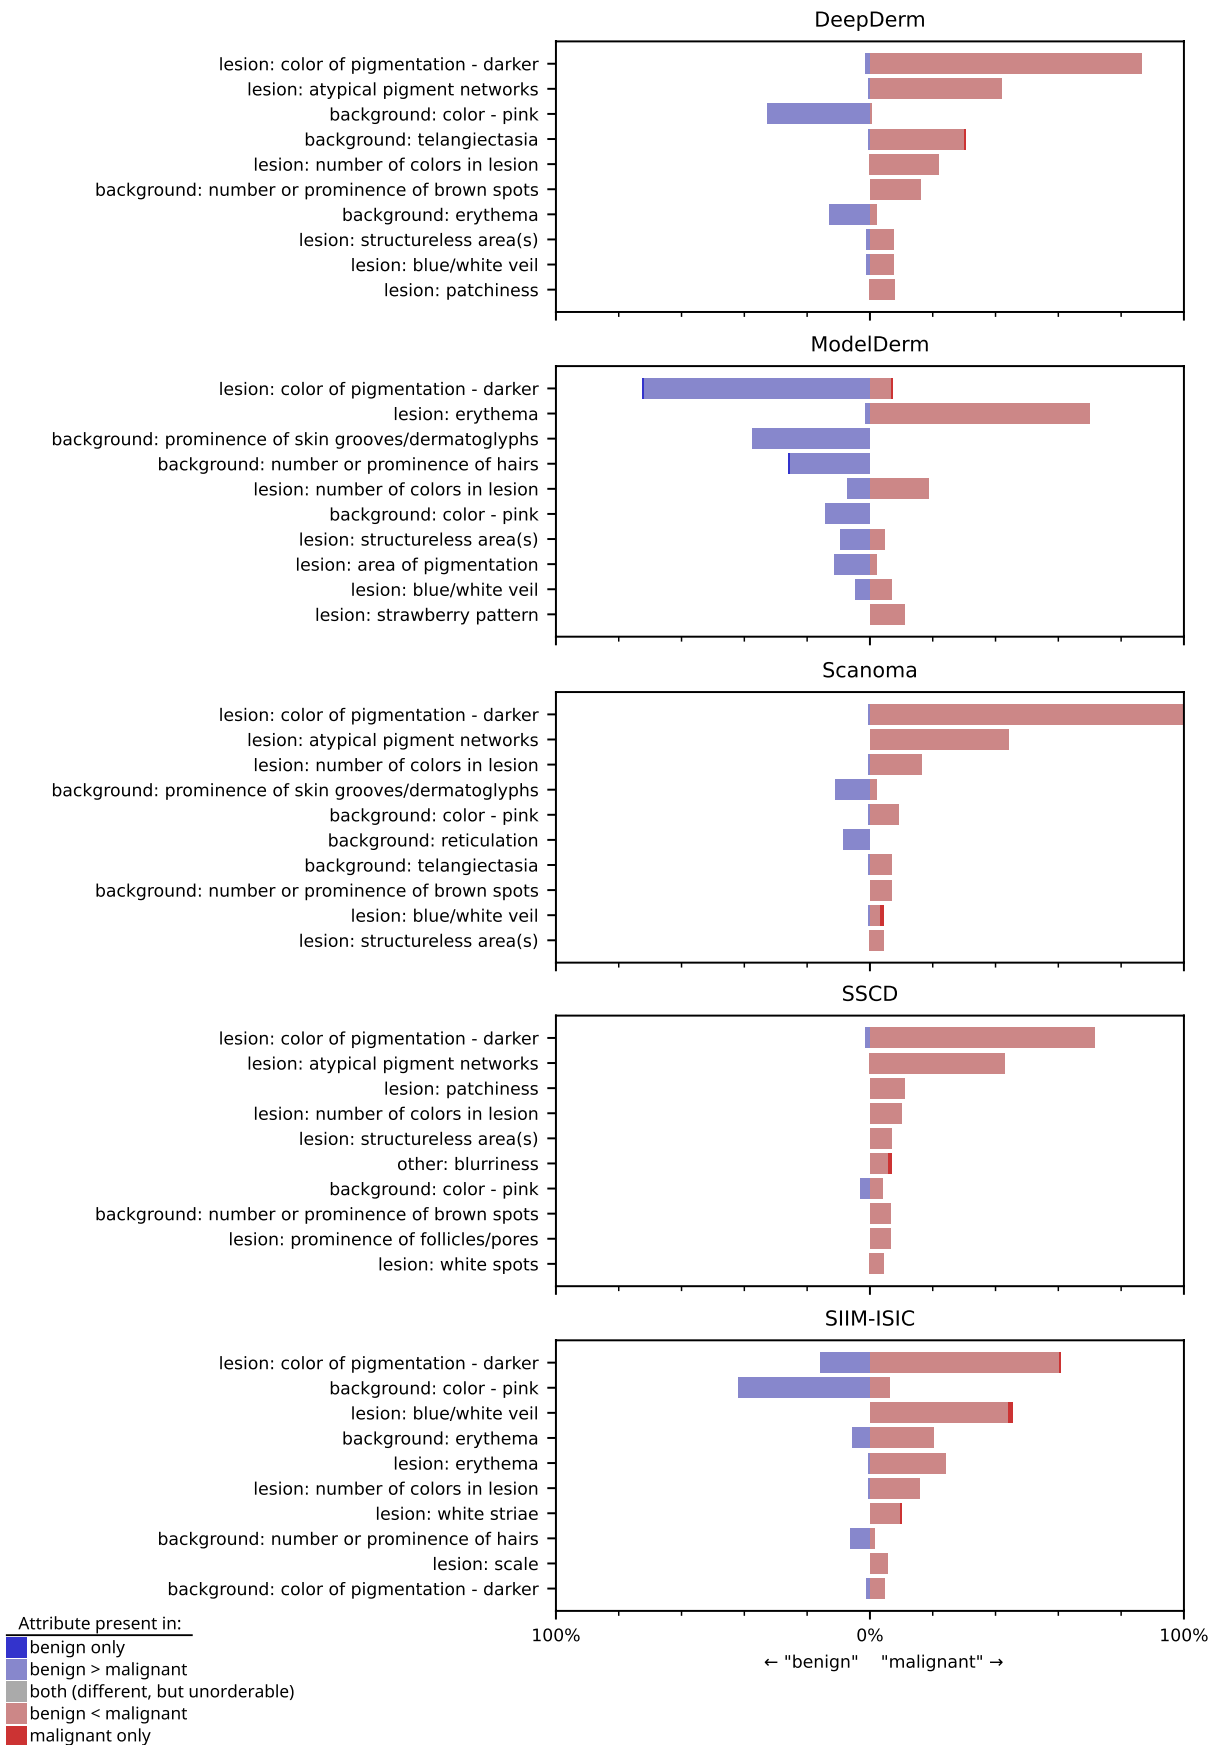 DeepDerm
lesion: color of pigmentation - darker
lesion: atypical pigment networks
background: color - pink
background: telangiectasia
lesion: number of colors in lesion
background: number or prominence of brown spots
background: erythema
lesion: structureless area(s)
lesion: blue/white veil
lesion: patchiness
ModelDerm
lesion: color of pigmentation - darker
lesion: erythema
background: prominence of skin grooves/dermatoglyphs
background: number or prominence of hairs
lesion: number of colors in lesion
background: color - pink
lesion: structureless area(s)
lesion: area of pigmentation
lesion: blue/white veil
lesion: strawberry pattern
Scanoma
lesion: color of pigmentation - darker
lesion: atypical pigment networks
lesion: number of colors in lesion
background: prominence of skin grooves/dermatoglyphs
background: color - pink
background: reticulation
background: telangiectasia
background: number or prominence of brown spots
lesion: blue/white veil
lesion: structureless area(s)
SSCD
lesion: color of pigmentation - darker
lesion: atypical pigment networks
lesion: patchiness
lesion: number of colors in lesion
lesion: structureless area(s)
other: blurriness
background: color - pink
background: number or prominence of brown spots
lesion: prominence of follicles/pores
lesion: white spots
SIIM-ISIC
lesion: color of pigmentation - darker
background: color - pink
lesion: blue/white veil
background: erythema
lesion: erythema
lesion: number of colors in lesion
lesion: white striae
background: number or prominence of hairs
lesion: scale
background: color of pigmentation - darker
100% 0% 100%
← "benign" "malignant" →
Attribute present in:
benign only
benign > malignant
both (different, but unorderable)
benign < malignant
malignant only